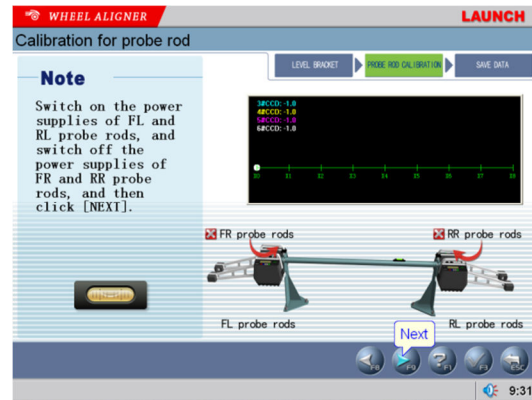 WHEEL ALIGNER
LAUNCH
Calibration for probe rod
LEVEL BRACKET
PROBE ROD CALIBRATION
SAVE DATA
Note
Switch on the power
supplies of FL and
RL probe rods, and
switch off the
power supplies of
FR and RR probe
rods, and then
click [NEXT].
3#CCD:-1.0
4#CCD:-1.0
5#CCD:-1.0
6#CCD:-1.0
30 31 32 33 34 35 36 37 38
FR probe rods
RR probe rods
FL probe rods
RL probe rods
Next
F8
F9
F1
F3
ESC
9:31